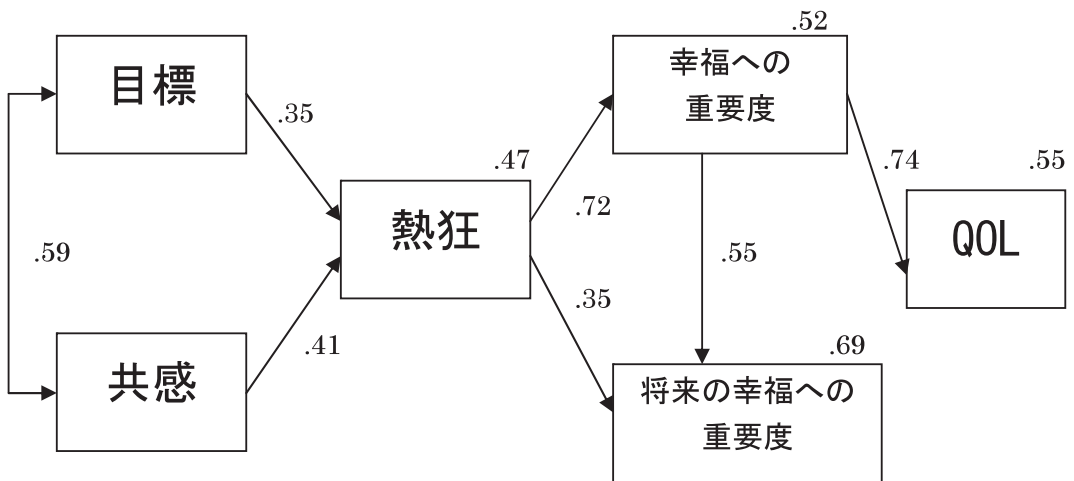 .52
目標
幸福への
重要度
.35
.47
.74
.55
.72
熱狂
QOL
.59
.55
.35
.41
.69
共感
将来の幸福への
重要度